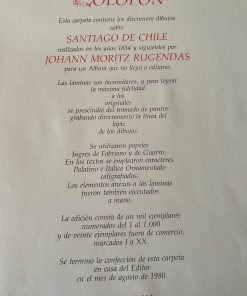 COLOFON
Esta carpeta contiene los diecinueve dibujos
sobre
SANTIAGO DE CHILE
realizados en los años 1834 y siguientes por
JOHANN MORITZ RUGENDAS
para un Album que no llegó a editarse.
Las láminas son facsimilares, y para lograr
la máxima fidelidad
a los
originales
se prescindió del tramado de puntos
grabando directamente la línea del
lápiz
de los dibujos.
Se utilizaron papeles
Ingres de Fabriano y de Guarro.
En los textos se emplearon caracteres
Palatino e Itálico Ornamentado
caligrafiados.
Los elementos anexos a las láminas
fueron también ejecutados
a mano.
La edición consta de un mil ejemplares
numerados del 1 al 1.000
y de veinte ejemplares fuera de comercio,
marcados I a XX.
Se terminó la confección de esta carpeta
en casa del Editor
en el mes de agosto de 1980.